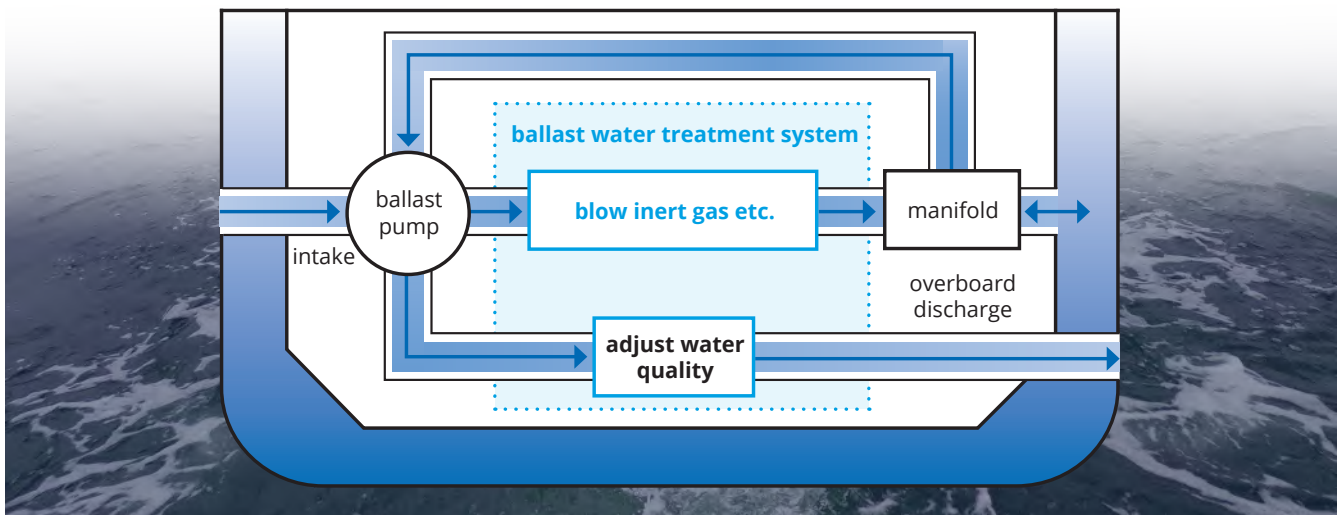 ballast water treatment system
ballast
pump
blow inert gas etc.
manifold
intake
overboard
discharge
adjust water
quality